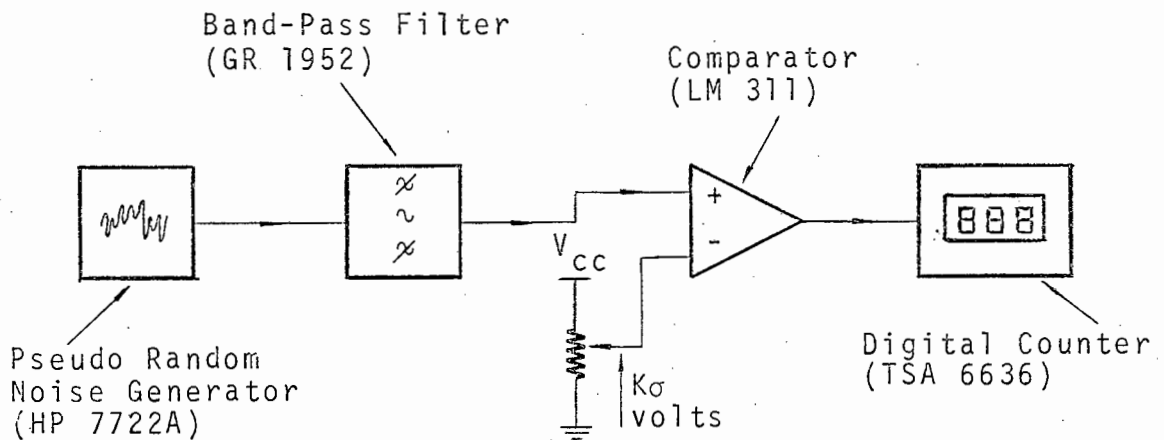 Band-Pass Filter
(GR 1952)
Comparator
(LM 311)
+
-
888
VCC
Pseudo Random
Noise Generator
(HP 7722A)
Kσ
volts
Digital Counter
(TSA 6636)